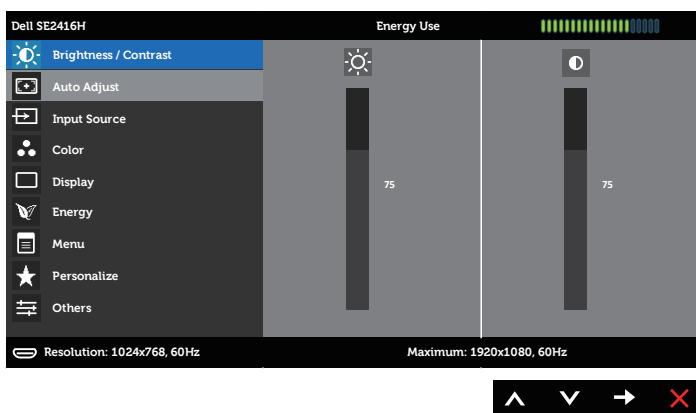 Dell SE2416H Energy Use
Brightness / Contrast
Auto Adjust
Input Source
Color
Display 75 75
Energy
Menu
Personalize
Others
Resolution: 1024x768, 60Hz Maximum: 1920x1080, 60Hz